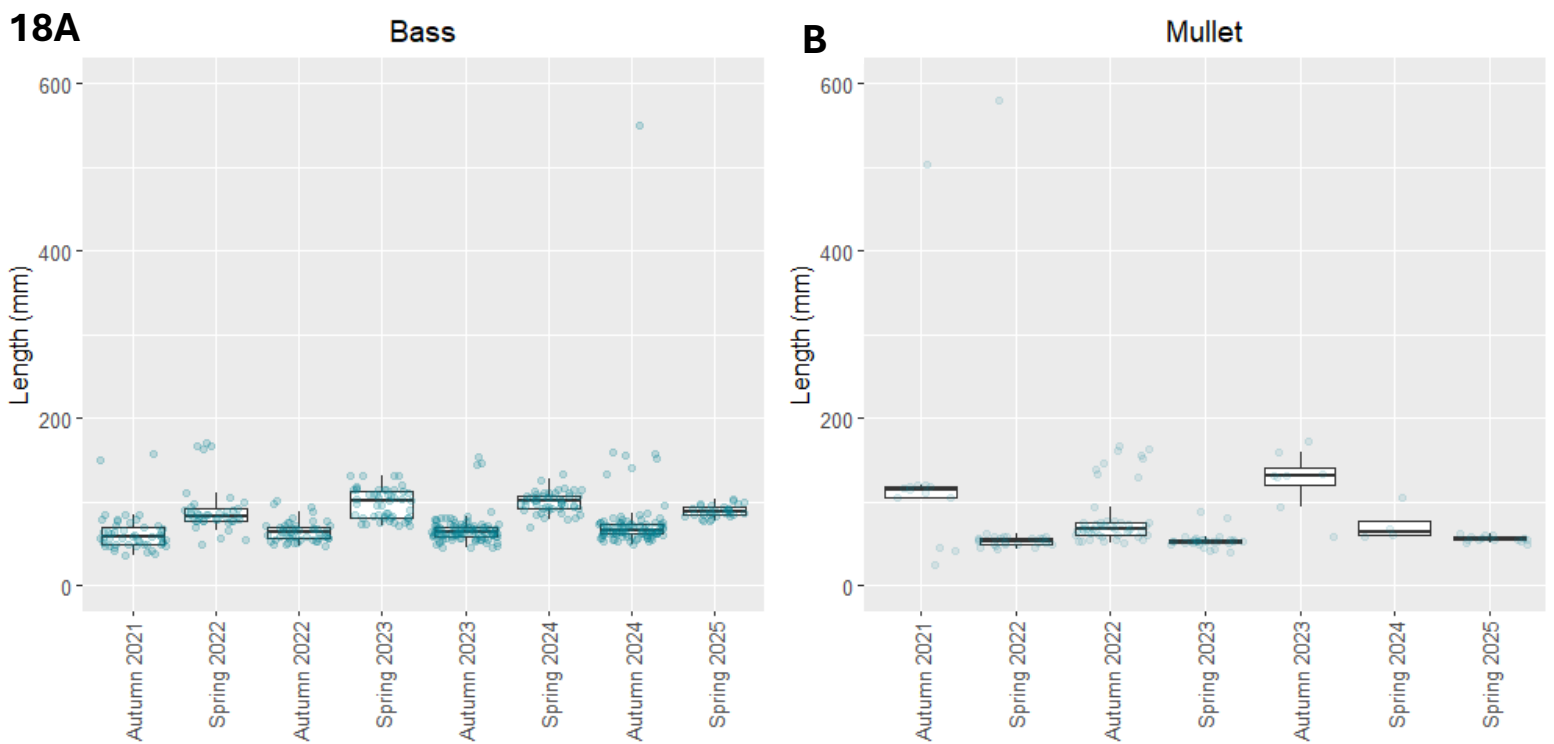 18A
Bass
Length (mm)
600
400
200
0
Autumn 2021
Spring 2022
Autumn 2022
Spring 2023
Autumn 2023
Spring 2024
Autumn 2024
Spring 2025
B
Mullet
Length (mm)
600
400
200
0
Autumn 2021
Spring 2022
Autumn 2022
Spring 2023
Autumn 2023
Spring 2024
Spring 2025